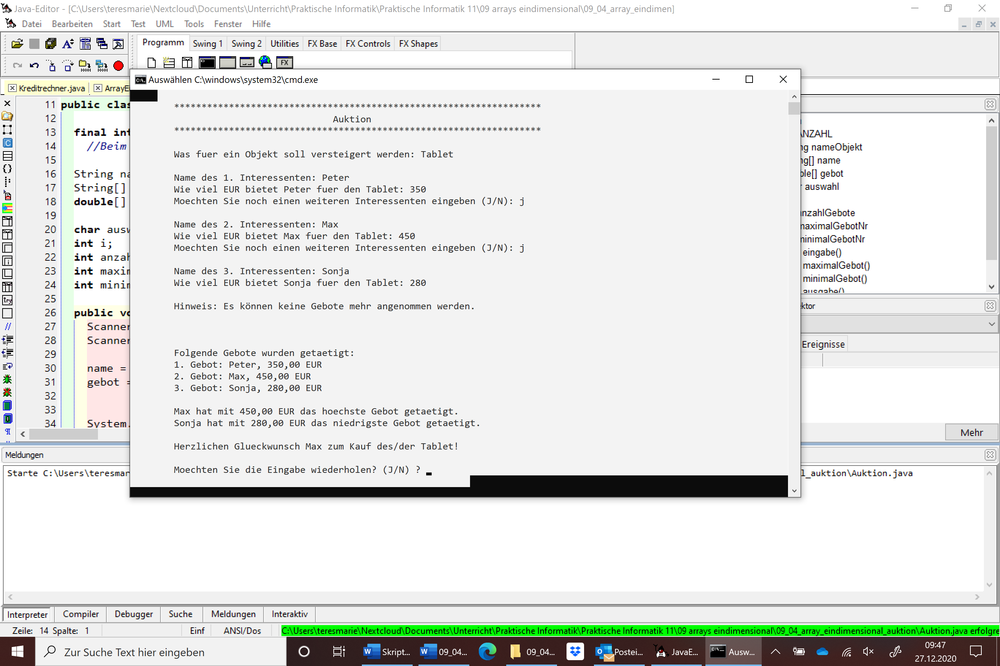 Java-Editor - [C:\Users\teresmarie\Nextcloud\Documents\Unterricht\Praktische Informatik\Praktische Informatik 11\09 arrays eindimensional\09_04_array_eindimen]
Datei Bearbeiten Start Test UML Tools Fenster Hilfe
Programm Swing 1 Swing 2 Utilities FX Base FX Controls FX Shapes
FX
Auswählen C:\windows\system32\cmd.exe
Kreditrechner.java ArrayEi
11 public clas
12
13 final int
14 //Beim
15
16 String na
17 String[]
18 double[]
19
20 char ausw
21 int i;
22 int anzah
23 int maxim
24 int minim
25
26 public vo
27 Scanner
28 Scanner
29
30 name =
31 gebot =
32
33
34 System.
*******************************************************************
Auktion
*******************************************************************
Was fuer ein Objekt soll versteigert werden: Tablet
Name des 1. Interessenten: Peter
Wie viel EUR bietet Peter fuer den Tablet: 350
Moechten Sie noch einen weiteren Interessenten eingeben (J/N): j
Name des 2. Interessenten: Max
Wie viel EUR bietet Max fuer den Tablet: 450
Moechten Sie noch einen weiteren Interessenten eingeben (J/N): j
Name des 3. Interessenten: Sonja
Wie viel EUR bietet Sonja fuer den Tablet: 280
Hinweis: Es können keine Gebote mehr angenommen werden.
Folgende Gebote wurden getaetigt:
1. Gebot: Peter, 350,00 EUR
2. Gebot: Max, 450,00 EUR
3. Gebot: Sonja, 280,00 EUR
Max hat mit 450,00 EUR das hoechste Gebot getaetigt.
Sonja hat mit 280,00 EUR das niedrigste Gebot getaetigt.
Herzlichen Glueckwunsch Max zum Kauf des/der Tablet!
Moechten Sie die Eingabe wiederholen? (J/N) ?
ANZAHL
ng nameObjekt
ng[] name
ble[] gebot
r auswahl
nzahlGebote
maximalGebotNr
minimalGebotNr
eingabe()
maximalGebot()
minimalGebot()
ausgabe()
ktor
Ereignisse
Mehr
Meldungen
Starte C:\Users\teresmar
l_auktion\Auktion.java
Interpreter Compiler Debugger Suche Meldungen Interaktiv
Zeile: 14 Spalte: 1 Einf ANSI/Dos C:\Users\teresmarie\Nextcloud\Documents\Unterricht\Praktische Informatik\Praktische Informatik 11\09 arrays eindimensional\09_04_array_eindimensional_auktion\Auktion.java erfolgre
Zur Suche Text hier eingeben Skript... 09_04... 09_04... Postei... JavaE... Ausw... 09:47
27.12.2020